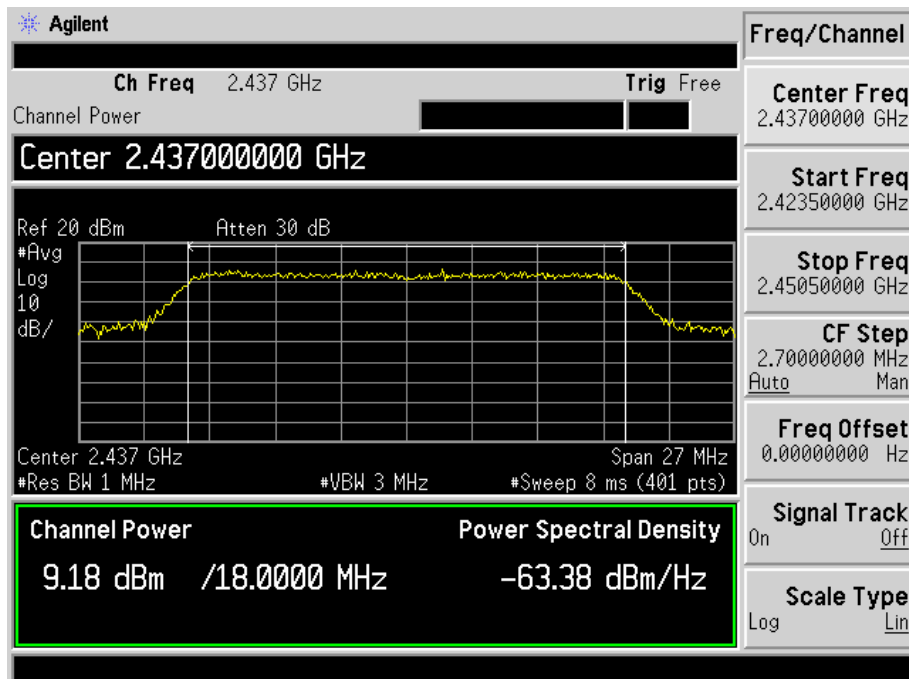 Agilent
Freq/Channel
Ch Freq 2.437 GHz Trig Free
Channel Power
Center 2.437000000 GHz
Ref 20 dBm Atten 30 dB
#Avg
Log
10
dB/
Center 2.437 GHz Span 27 MHz
#Res BW 1 MHz #VBW 3 MHz #Sweep 8 ms (401 pts)
Channel Power Power Spectral Density
9.18 dBm /18.0000 MHz -63.38 dBm/Hz
Center Freq
2.43700000 GHz
Start Freq
2.42350000 GHz
Stop Freq
2.45050000 GHz
CF Step
2.70000000 MHz
Auto Man
Freq Offset
0.00000000 Hz
Signal Track
On Off
Scale Type
Log Lin